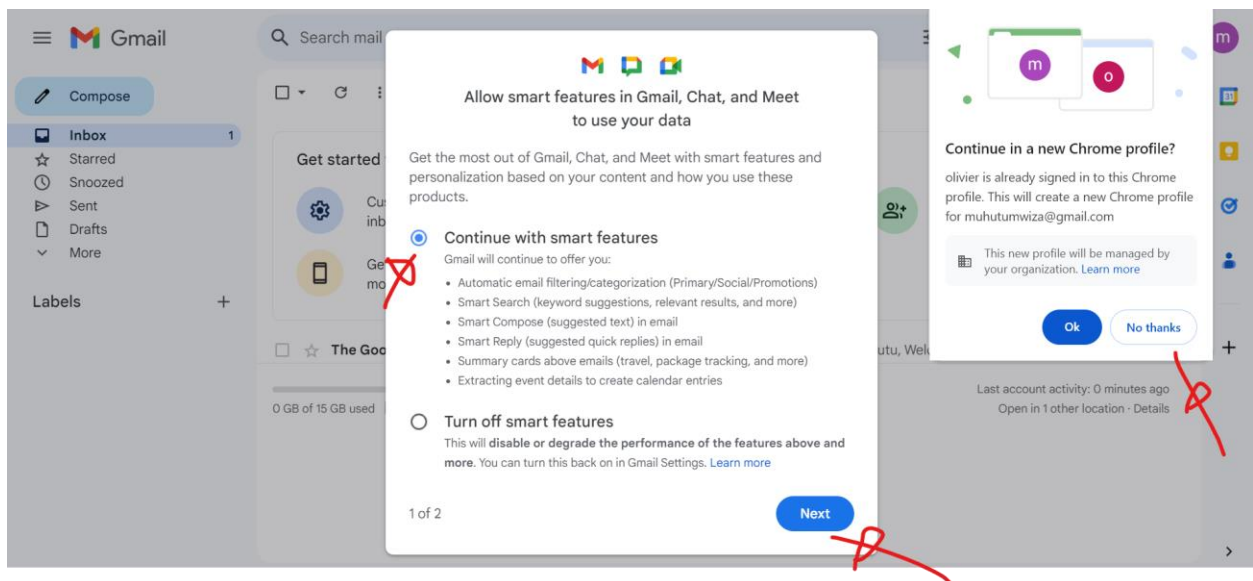 Gmail
Search mail
Compose
Inbox 1
Starred
Snoozed
Sent
Drafts
More
Labels
Get started
0 GB of 15 GB used
Allow smart features in Gmail, Chat, and Meet
to use your data
Get the most out of Gmail, Chat, and Meet with smart features and
personalization based on your content and how you use these
products.
Continue with smart features
Gmail will continue to offer you:
• Automatic email filtering/categorization (Primary/Social/Promotions)
• Smart Search (keyword suggestions, relevant results, and more)
• Smart Compose (suggested text) in email
• Smart Reply (suggested quick replies) in email
• Summary cards above emails (travel, package tracking, and more)
• Extracting event details to create calendar entries
Turn off smart features
This will disable or degrade the performance of the features above and
more. You can turn this back on in Gmail Settings. Learn more
1 of 2
Next
m
o
Continue in a new Chrome profile?
olivier is already signed in to this Chrome
profile. This will create a new Chrome profile
for muhutumwiza@gmail.com
This new profile will be managed by
your organization. Learn more
Ok
No thanks
m
31
Last account activity: 0 minutes ago
Open in 1 other location · Details